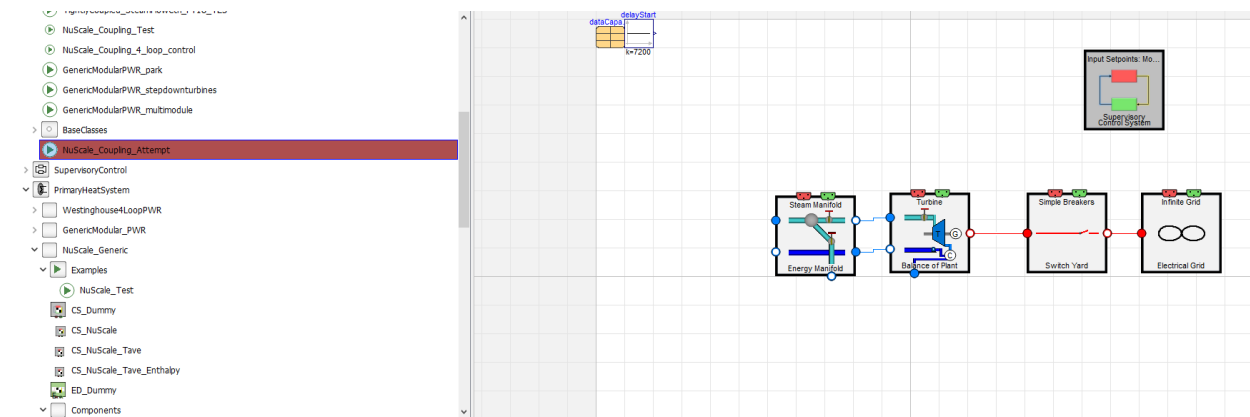 NuScale_Coupling_Test
NuScale_Coupling_4_loop_control
GenericModularPWR_park
GenericModularPWR_stepdownturbines
GenericModularPWR_multimodule
BaseClasses
NuScale_Coupling_Attempt
SupervisoryControl
PrimaryHeatSystem
Westinghouse4LoopPWR
GenericModular_PWR
NuScale_Generic
Examples
NuScale_Test
CS_Dummy
CS_NuScale
CS_NuScale_Tave
CS_NuScale_Tave_Enthalpy
ED_Dummy
Components
delayStart
dataCapa...
k=7200
Input Setpoints: Mo...
Supervisory
Control System
Steam Manifold
Energy Manifold
Turbine
T
G
C
Balance of Plant
Simple Breakers
Switch Yard
Infinite Grid
Electrical Grid